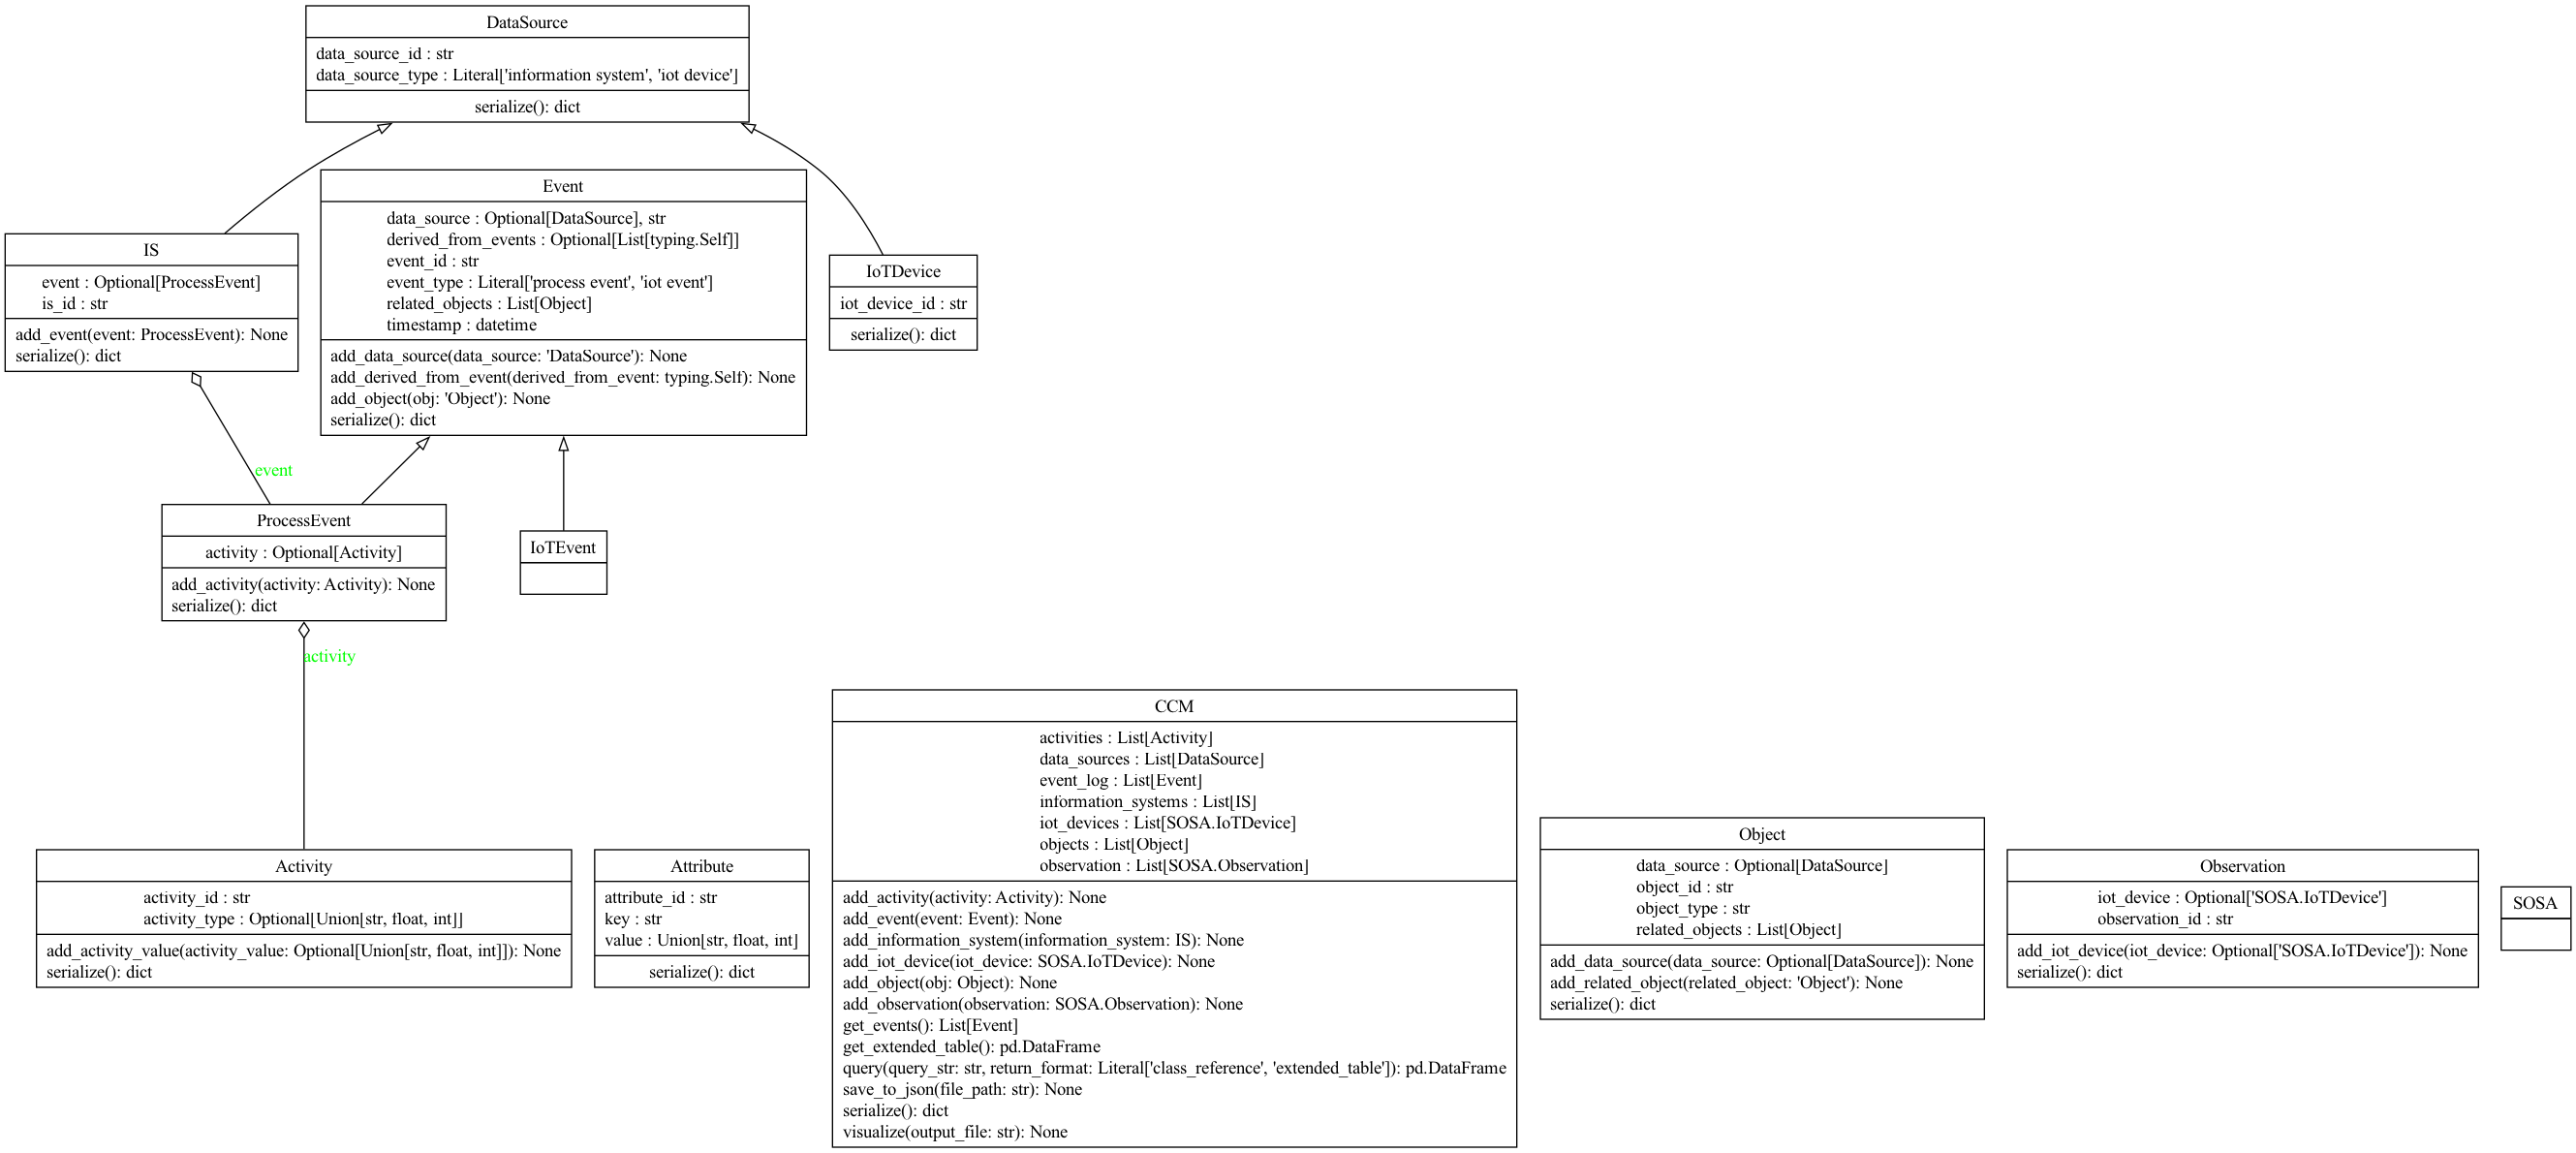 DataSource
data_source_id : str
data_source_type : Literal['information system', 'iot device']
serialize(): dict
Event
data_source : Optional[DataSource], str
derived_from_events : Optional[List[typing.Self]]
event_id : str
event_type : Literal['process event', 'iot event']
related_objects : List[Object]
timestamp : datetime
add_data_source(data_source: 'DataSource'): None
add_derived_from_event(derived_from_event: typing.Self): None
add_object(obj: 'Object'): None
serialize(): dict
IS
event : Optional[ProcessEvent]
is_id : str
add_event(event: ProcessEvent): None
serialize(): dict
IoTDevice
iot_device_id : str
serialize(): dict
event
ProcessEvent
activity : Optional[Activity]
add_activity(activity: Activity): None
serialize(): dict
IoTEvent
activity
Activity
activity_id : str
activity_type : Optional[Union[str, float, int]]
add_activity_value(activity_value: Optional[Union[str, float, int]]): None
serialize(): dict
Attribute
attribute_id : str
key : str
value : Union[str, float, int]
serialize(): dict
CCM
activities : List[Activity]
data_sources : List[DataSource]
event_log : List[Event]
information_systems : List[IS]
iot_devices : List[SOSA.IoTDevice]
objects : List[Object]
observation : List[SOSA.Observation]
add_activity(activity: Activity): None
add_event(event: Event): None
add_information_system(information_system: IS): None
add_iot_device(iot_device: SOSA.IoTDevice): None
add_object(obj: Object): None
add_observation(observation: SOSA.Observation): None
get_events(): List[Event]
get_extended_table(): pd.DataFrame
query(query_str: str, return_format: Literal['class_reference', 'extended_table']): pd.DataFrame
save_to_json(file_path: str): None
serialize(): dict
visualize(output_file: str): None
Object
data_source : Optional[DataSource]
object_id : str
object_type : str
related_objects : List[Object]
add_data_source(data_source: Optional[DataSource]): None
add_related_object(related_object: 'Object'): None
serialize(): dict
Observation
iot_device : Optional['SOSA.IoTDevice']
observation_id : str
add_iot_device(iot_device: Optional['SOSA.IoTDevice']): None
serialize(): dict
SOSA